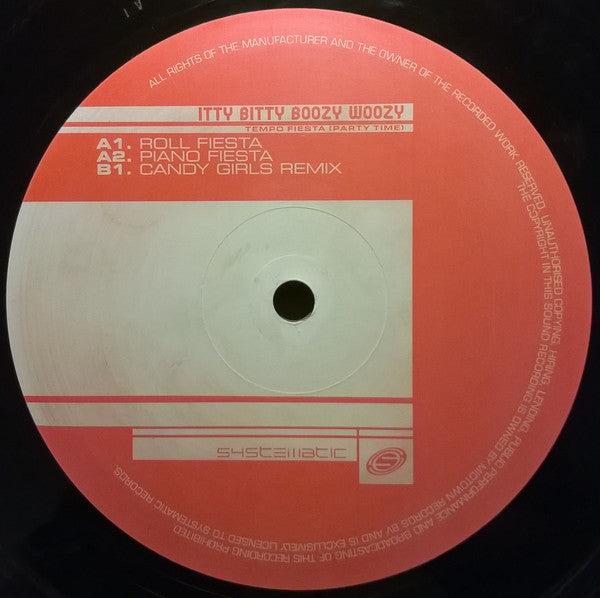 ALL RIGHTS OF THE MANUFACTURER AND THE OWNER OF THE RECORDED WORK RESERVED. UNAUTHORISED COPYING, HIRING, LENDING, PUBLIC PERFORMANCE AND BROADCASTING OF THIS RECORDING PROHIBITED
THE COPYRIGHT IN THIS SOUND RECORDING IS OWNED BY MIDTOWN RECORDS BV AND IS EXCLUSIVELY LICENSED TO SYSTEMATIC RECORDS.
ITTY BITTY BOOZY WOOZY
TEMPO FIESTA (PARTY TIME)
A1. ROLL FIESTA
A2. PIANO FIESTA
B1. CANDY GIRLS REMIX
SYSTEMATIC